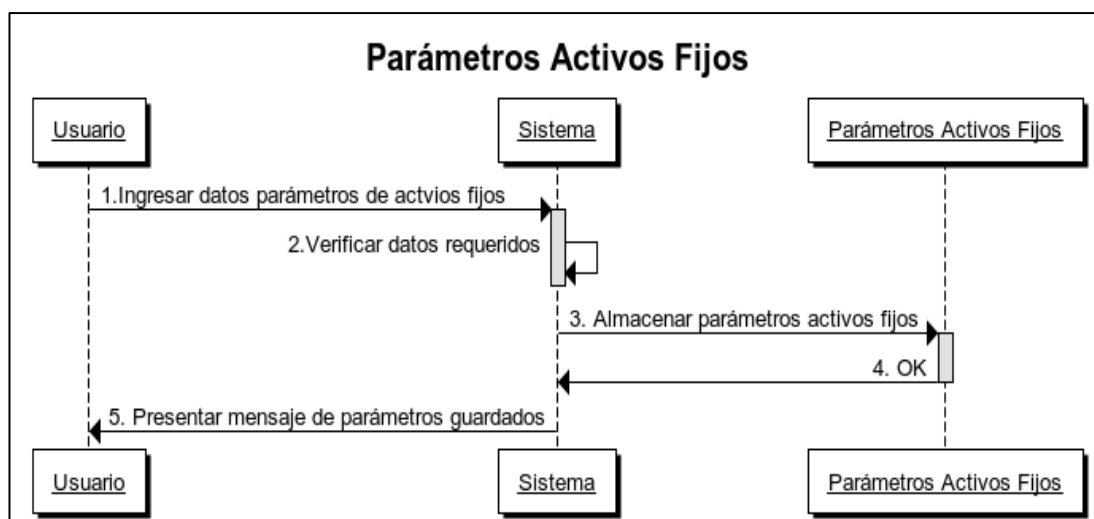 Parámetros Activos Fijos
Usuario
Sistema
Parámetros Activos Fijos
1.Ingresar datos parámetros de actvios fijos
2.Verificar datos requeridos
3. Almacenar parámetros activos fijos
4. OK
5. Presentar mensaje de parámetros guardados
Usuario
Sistema
Parámetros Activos Fijos